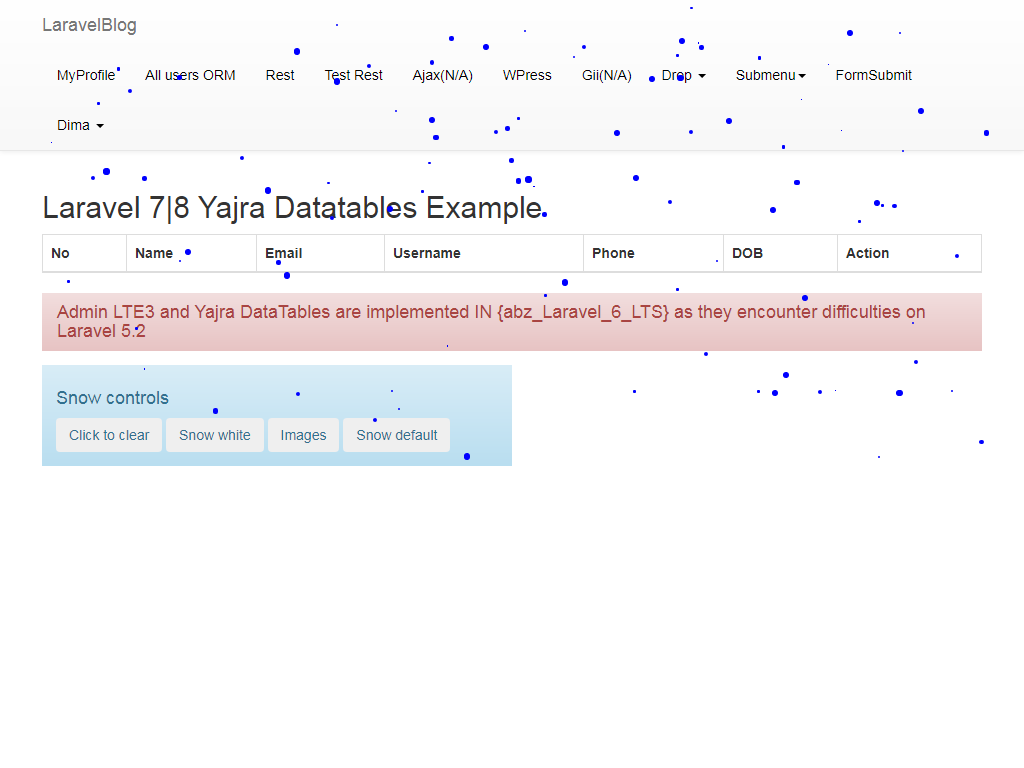 LaravelBlog
MyProfile All users ORM Rest Test Rest Ajax(N/A) WPress Gii(N/A) Drop Submenu FormSubmit
Dima
Laravel 7|8 Yajra Datatables Example
No Name Email Username Phone DOB Action
Admin LTE3 and Yajra DataTables are implemented IN {abz_Laravel_6_LTS} as they encounter difficulties on
Laravel 5.2
Snow controls
Click to clear Snow white Images Snow default